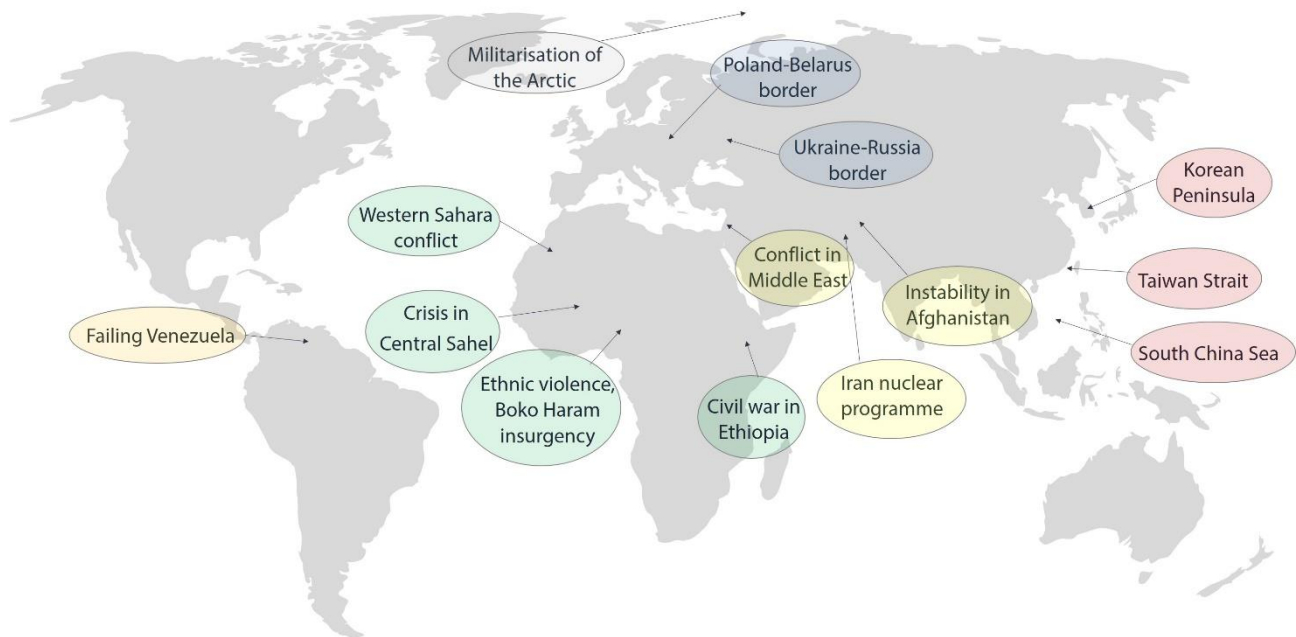 Militarisation of
the Arctic
Poland-Belarus
border
Ukraine-Russia
border
Korean
Peninsula
Western Sahara
conflict
Conflict in
Middle East
Instability in
Afghanistan
Taiwan Strait
Failing Venezuela
Crisis in
Central Sahel
South China Sea
Ethnic violence,
Boko Haram
insurgency
Civil war in
Ethiopia
Iran nuclear
programme